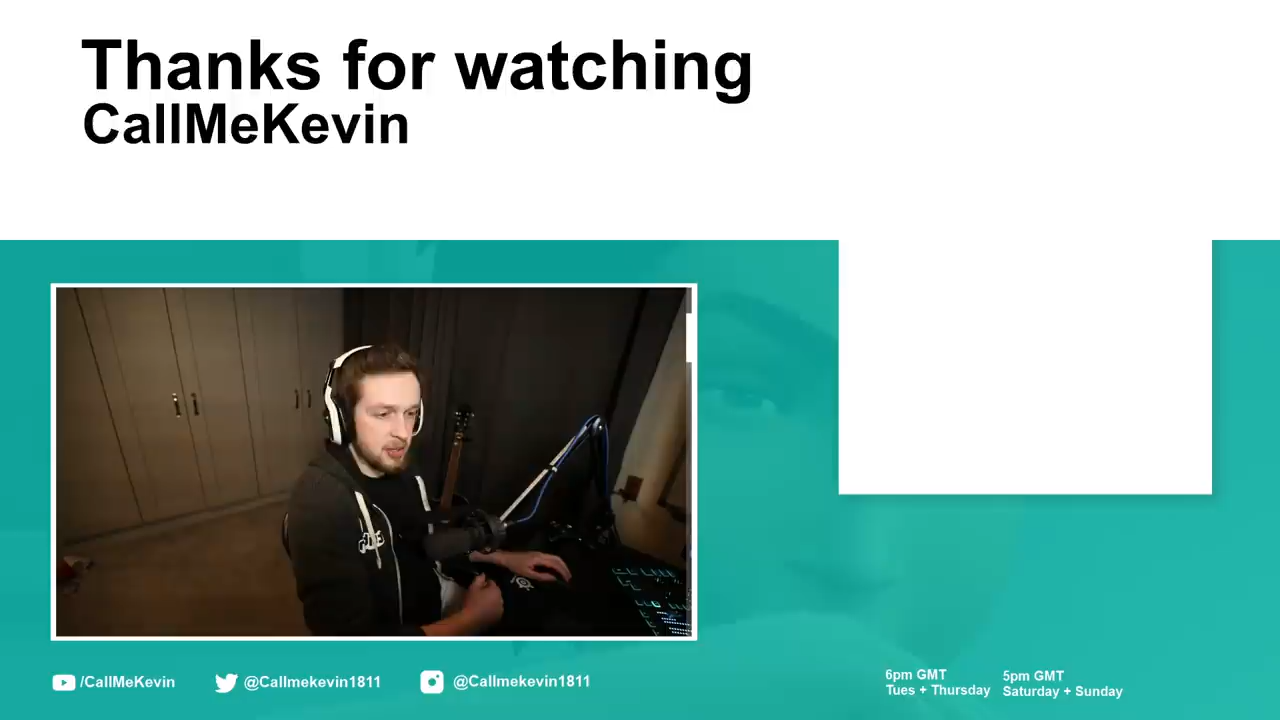 Thanks for watching
CallMeKevin
/CallMeKevin
@Callmekevin1811
@Callmekevin1811
6pm GMT
Tues + Thursday
5pm GMT
Saturday + Sunday